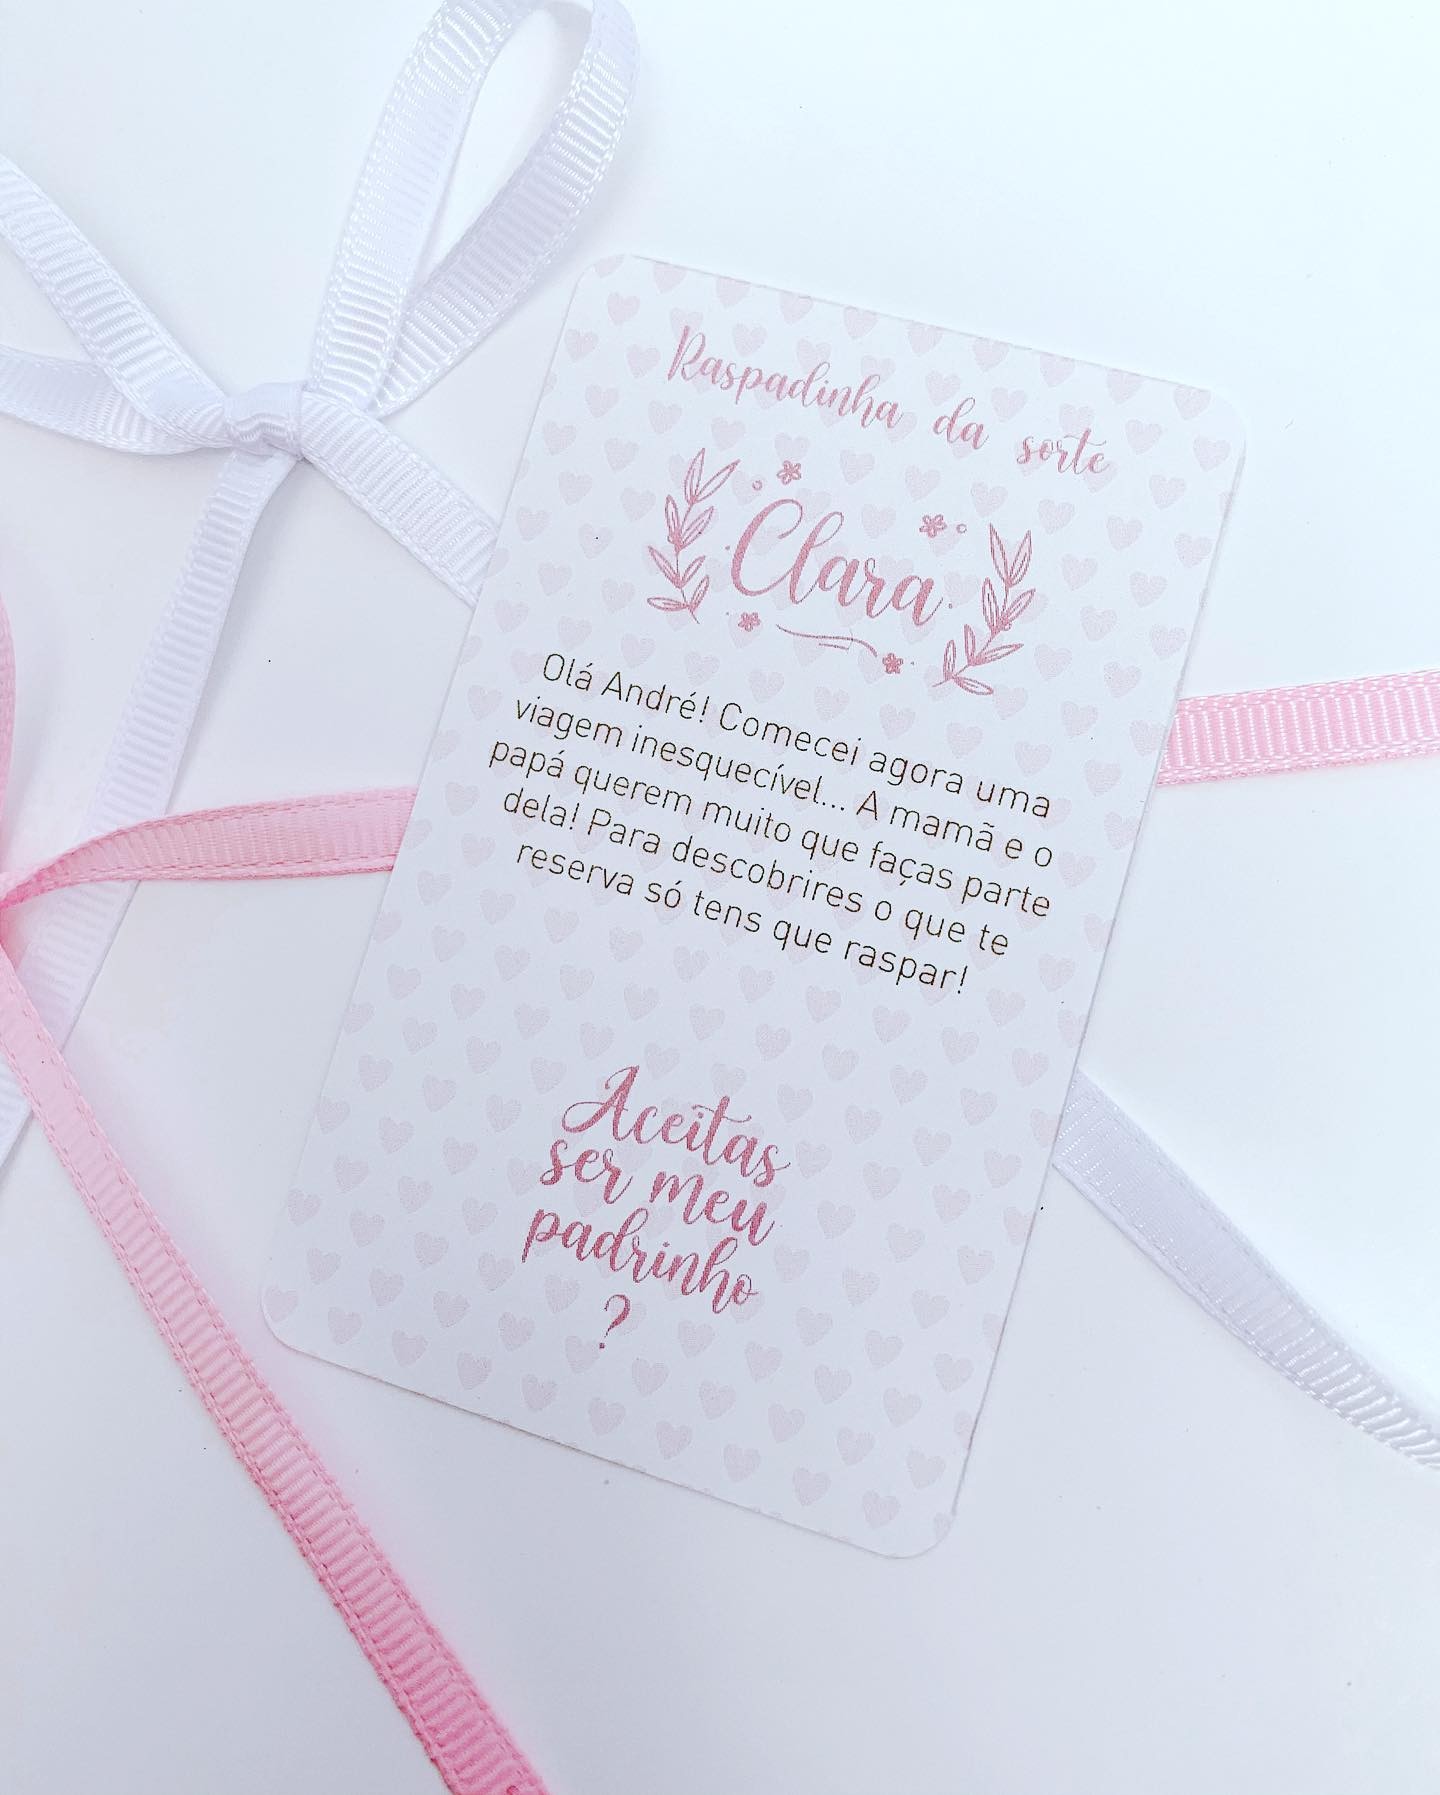 Raspadinha da sorte
Clara
Olá André! Comecei agora uma
viagem inesquecível... A mamã e o
papá querem muito que faças parte
dela! Para descobrires o que te
reserva só tens que raspar!
Aceitas
ser meu
padrinho
?